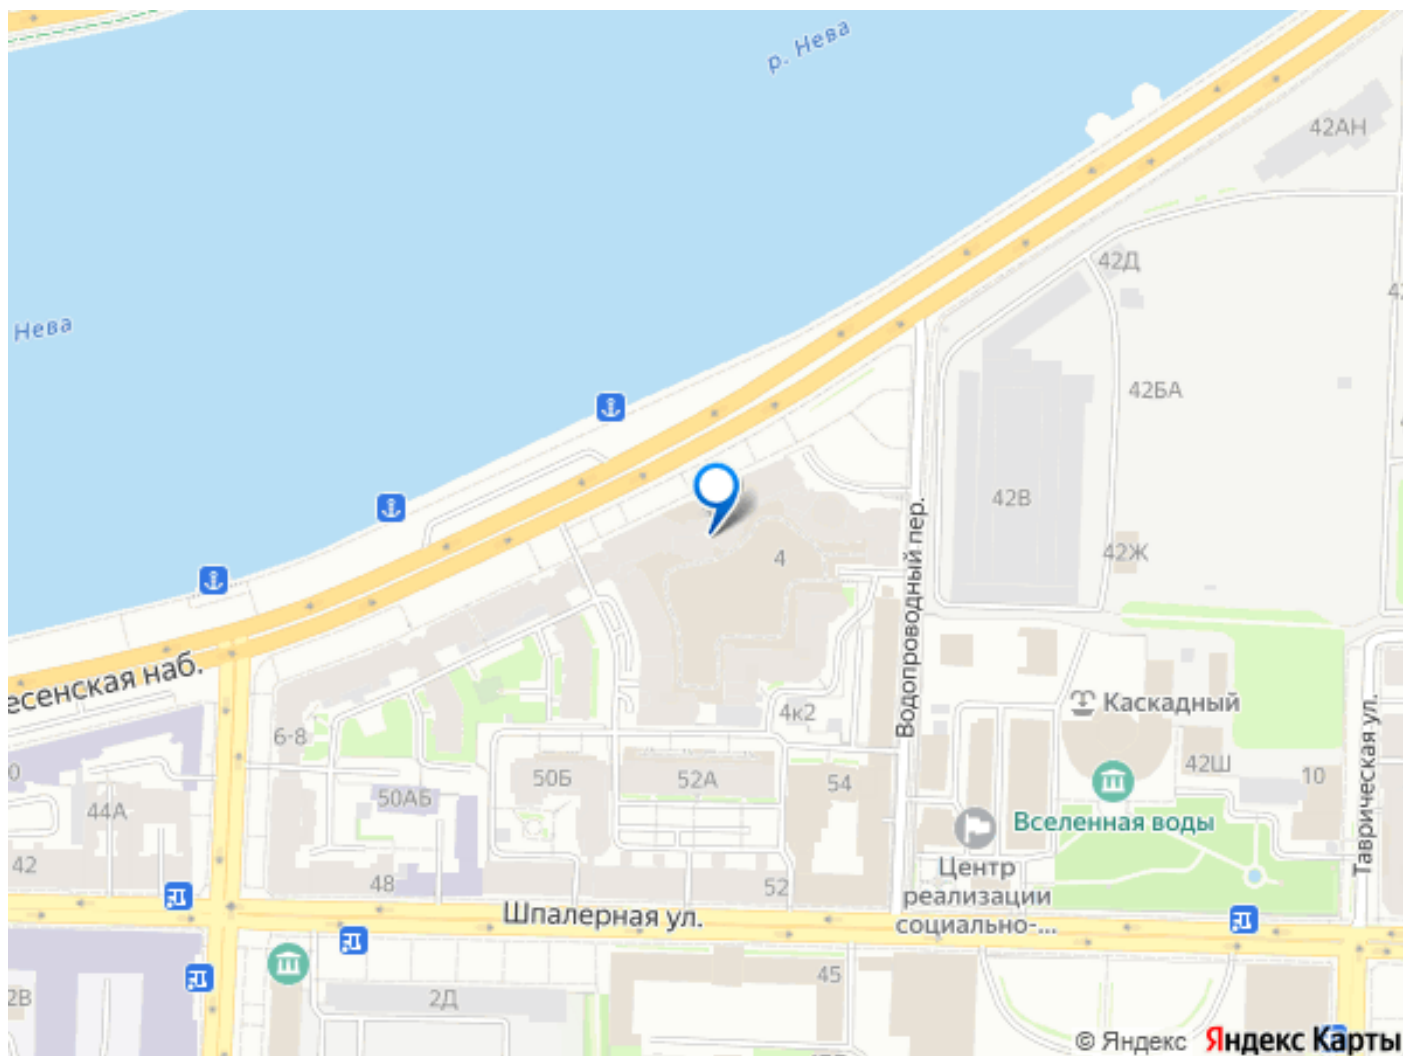 р. Нева
42АН
42Д
Нева
42БА
42В
Водопроводный пер.
4
42Ж
есенская наб.
Каскадный
4к2
6-8
Таврическая ул.
50Б
52А
54
42Ш
10
0
50АБ
44А
Вселенная воды
42
48
52
Центр
реализации
социально-...
Шпалерная ул.
45
2В
2Д
© Яндекс Яндекс Карты